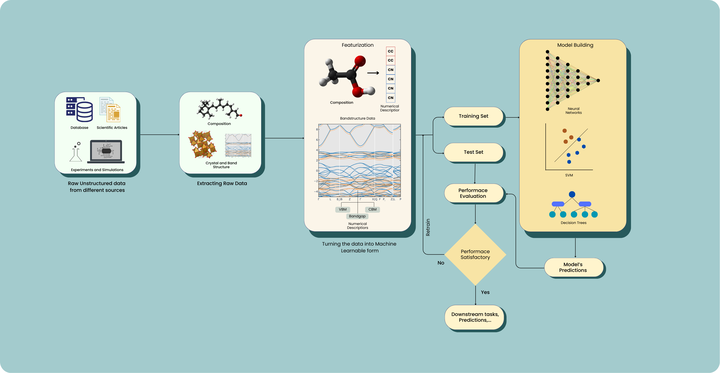 Database
Scientific Articles
Experiments and Simulations
Raw Unstructured data
from different sources
Composition
Crystal and Band
Structure
Extracting Raw Data
Featurization
Composition
CC
CC
CN
CN
CN
CN
Numerical
Descriptor
Bandstructure Data
VBM
CBM
Bandgap
Numerical
Descriptors
Turning the data into Machine
Learnable form
Training Set
Test Set
Performace
Evaluation
Retrain
Performace
Satisfactory
No
Yes
Downstream tasks,
Predictions,...
Model Building
Neural
Networks
SVM
Decision Trees
Model's
Predictions